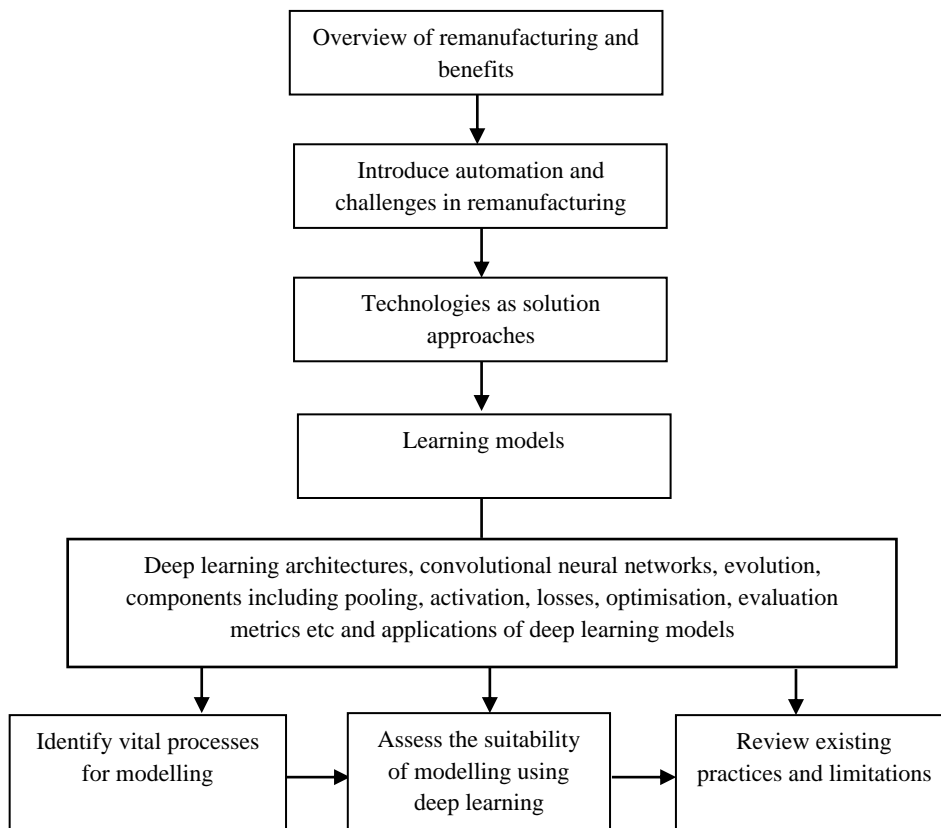 Overview of remanufacturing and
benefits
Introduce automation and
challenges in remanufacturing
Technologies as solution
approaches
Learning models
Deep learning architectures, convolutional neural networks, evolution,
components including pooling, activation, losses, optimisation, evaluation
metrics etc and applications of deep learning models
Identify vital processes
for modelling
Assess the suitability
of modelling using
deep learning
Review existing
practices and limitations